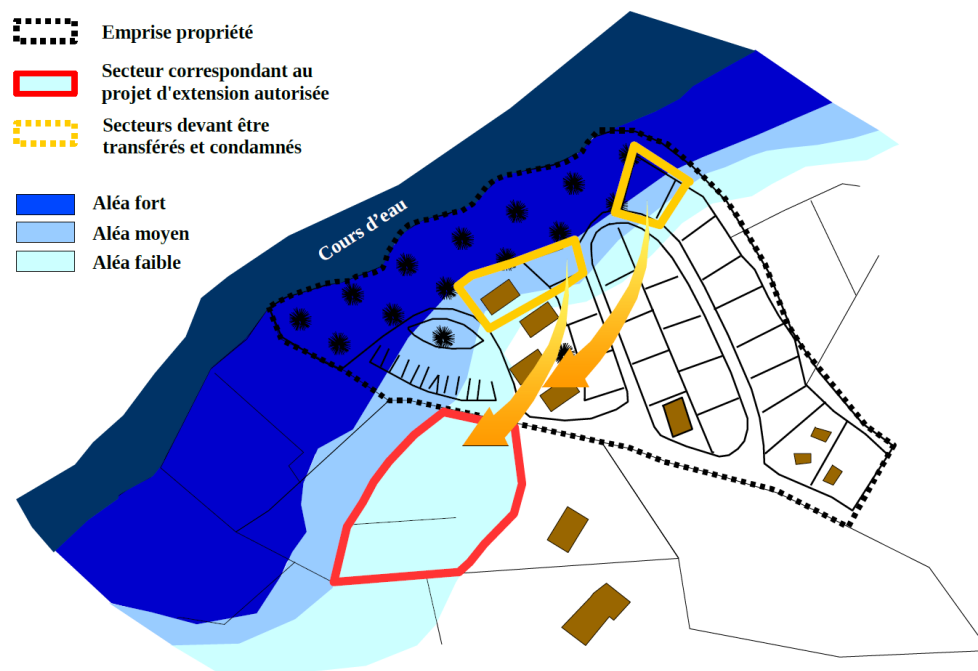 Emprise propriété
Secteur correspondant au
projet d'extension autorisée
Secteurs devant être
transférés et condamnés
Aléa fort
Aléa moyen
Aléa faible
Cours d'eau